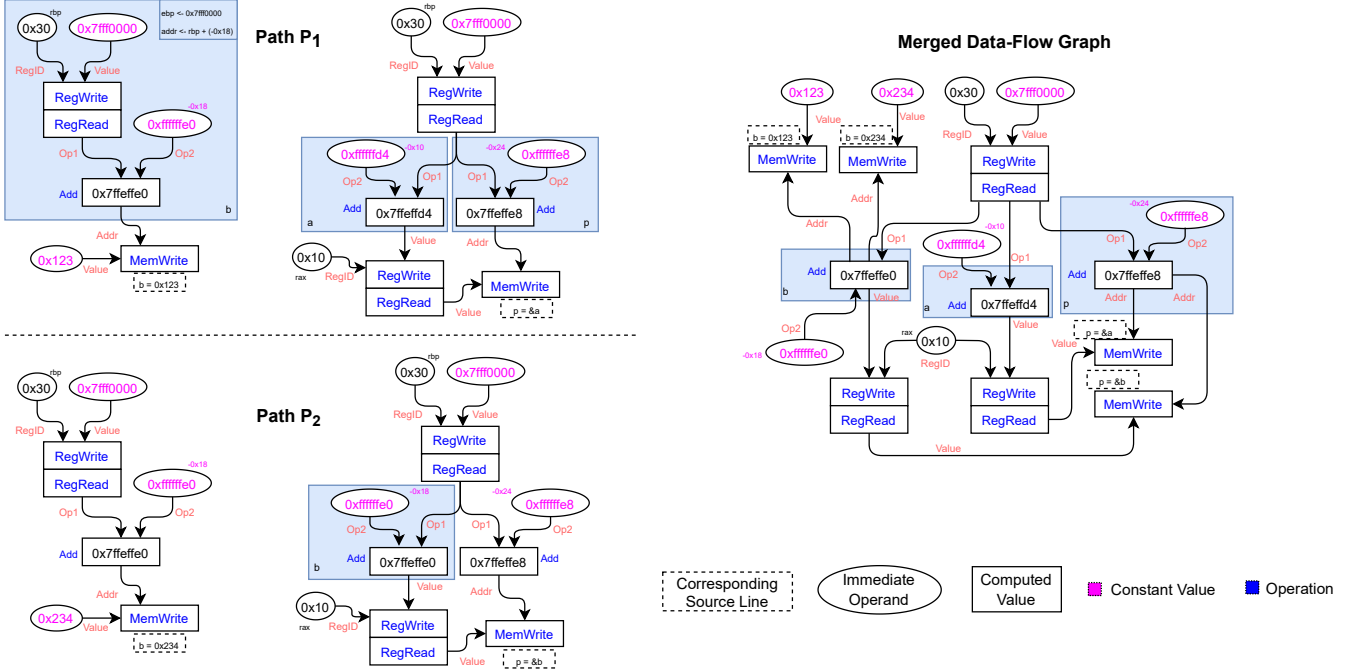 Path P1
0x30
rbp
0x7fff0000
ebp <- 0x7fff0000
addr <- rbp + (-0x18)
RegID
Value
RegWrite
RegRead
-0x18
0xffffffe0
Op1
Op2
Add
0x7ffeffe0
b
Addr
0x123
Value
MemWrite
b = 0x123
0x30
rbp
0x7fff0000
RegID
Value
RegWrite
RegRead
0xffffffd4
-0x10
-0x24
0xffffffe8
Op2
Op1
Op1
Op2
Add
0x7ffeffd4
0x7ffeffe8
Add
a
p
Value
Addr
0x10
rax
RegID
RegWrite
RegRead
Value
MemWrite
p = &a
Path P2
0x30
rbp
0x7fff0000
RegID
Value
RegWrite
RegRead
-0x18
0xffffffe0
Op1
Op2
Add
0x7ffeffe0
Addr
0x234
Value
MemWrite
b = 0x234
0x30
rbp
0x7fff0000
RegID
Value
RegWrite
RegRead
0xffffffe0
-0x18
-0x24
0xffffffe8
Op2
Op1
Op1
Op2
Add
0x7ffeffe0
0x7ffeffe8
Add
b
Value
Addr
0x10
rax
RegID
RegWrite
RegRead
Value
MemWrite
p = &b
Merged Data-Flow Graph
0x123
0x234
0x30
0x7fff0000
Value
Value
RegID
Value
b = 0x123
b = 0x234
MemWrite
MemWrite
RegWrite
RegRead
Addr
Addr
-0x24
0xffffffe8
-0x10
0xffffffd4
Op1
Op1
Op1
Op2
Add
0x7ffeffe0
b
Value
Op2
Add
0x7ffeffd4
a
Add
0x7ffeffe8
p
Addr
Addr
Op2
-0x18
0xffffffe0
rax
0x10
RegID
Value
Value
p = &a
MemWrite
p = &b
MemWrite
RegWrite
RegRead
RegWrite
RegRead
Value
Corresponding
Source Line
Immediate
Operand
Computed
Value
Constant Value
Operation